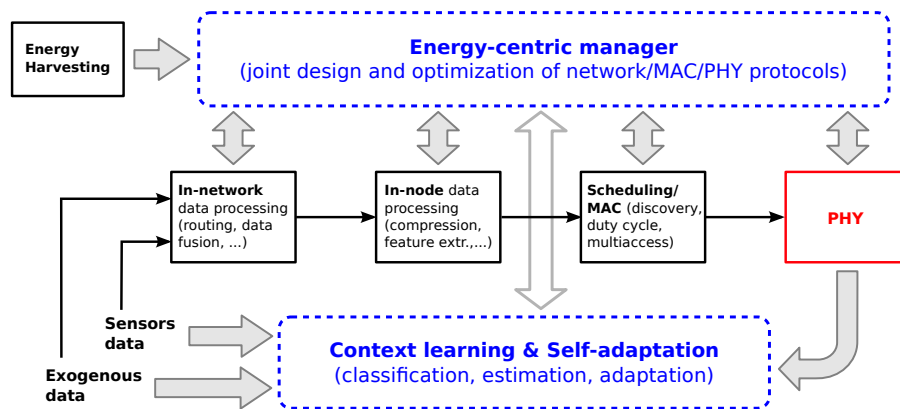 Energy
Harvesting
Energy-centric manager
(joint design and optimization of network/MAC/PHY protocols)
In-network
data processing
(routing, data
fusion, ...)
In-node data
processing
(compression,
feature extr.,...)
Scheduling/
MAC (discovery,
duty cycle,
multiaccess)
PHY
Sensors
data
Exogenous
data
Context learning & Self-adaptation
(classification, estimation, adaptation)